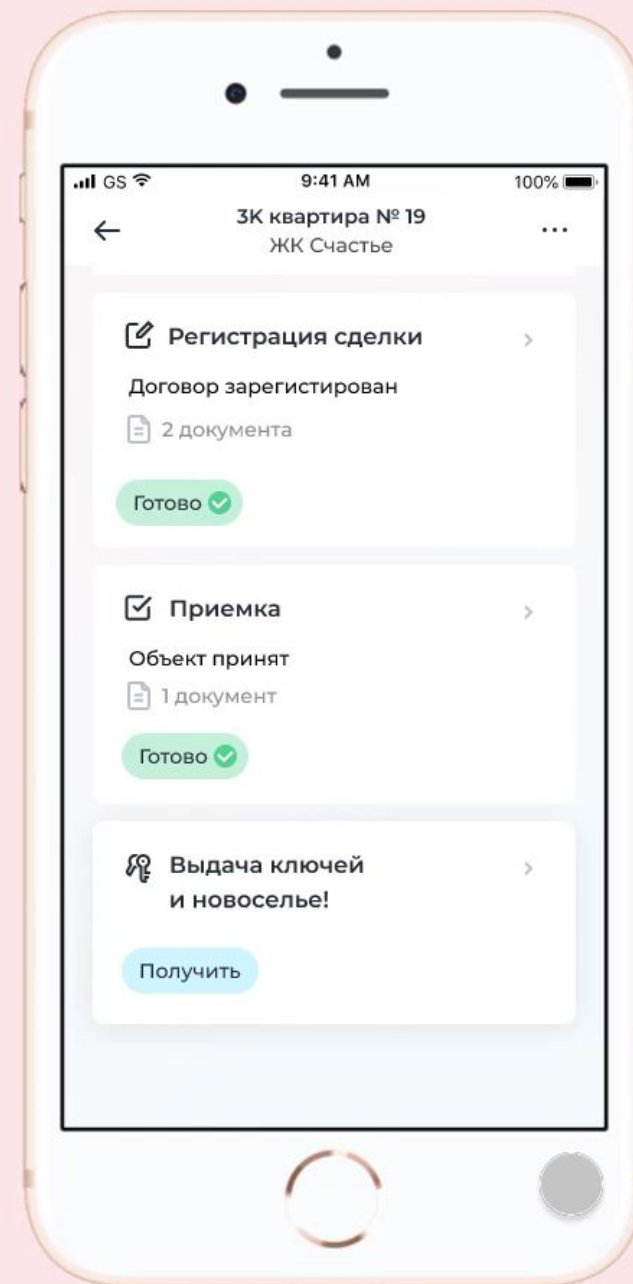 GS 9:41 AM 100%
3К квартира № 19
ЖК Счастье
Регистрация сделки
Договор зарегистирован
2 документа
Готово
Приемка
Объект принят
1 документ
Готово
Выдача ключей
и новоселье!
Получить